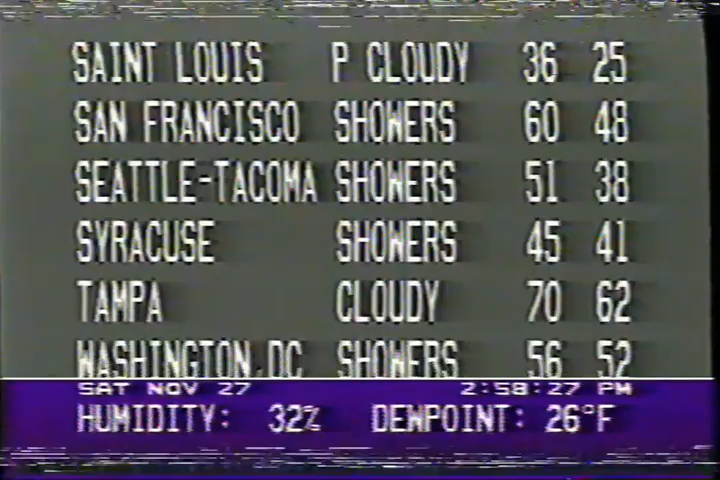 SAINT LOUIS P CLOUDY 36 25
SAN FRANCISCO SHOWERS 60 48
SEATTLE-TACOMA SHOWERS 51 38
SYRACUSE SHOWERS 45 41
TAMPA CLOUDY 70 62
WASHINGTON,DC SHOWERS 56 52
SAT NOV 27 2:58:27 PM
HUMIDITY: 32% DEWPOINT: 26°F